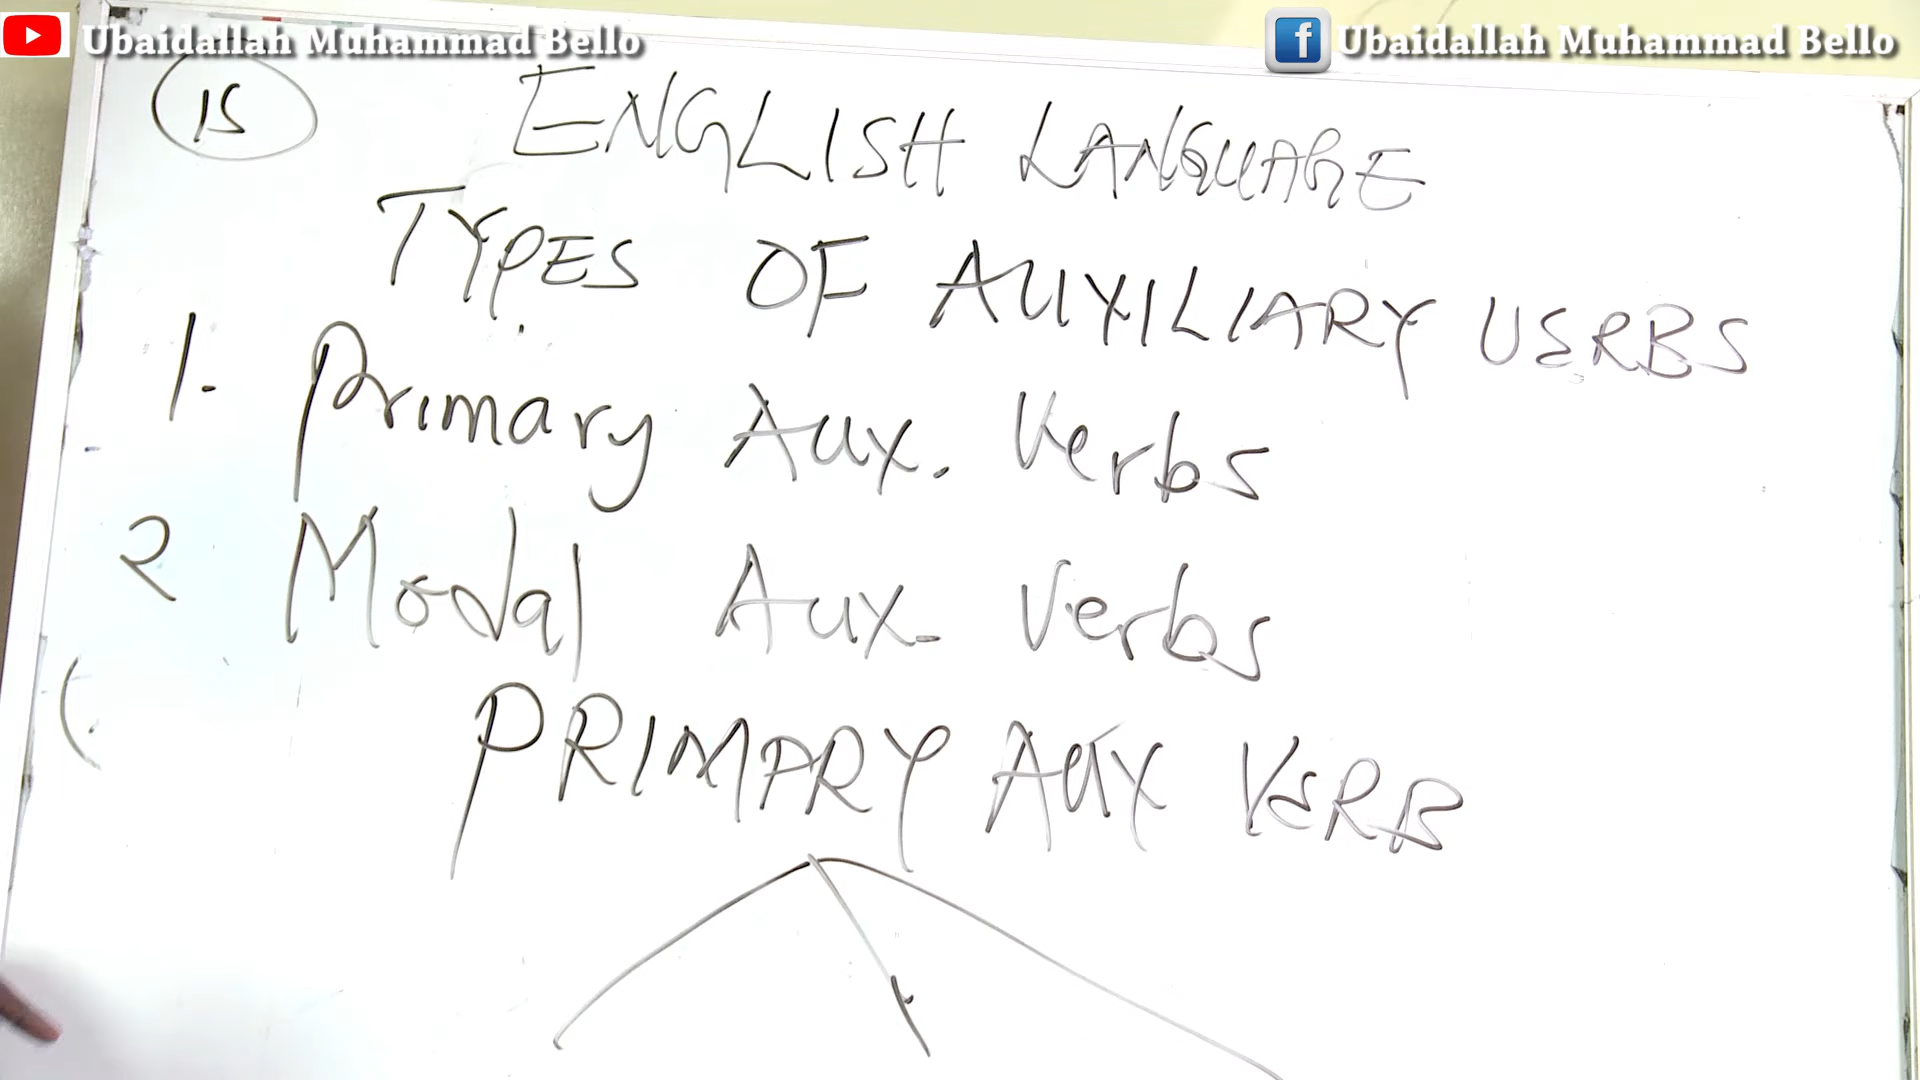 Ubaidallah Muhammad Bello
Ubaidallah Muhammad Bello
15
ENGLISH LANGUAGE
TYPES OF AUXILIARY VERBS
1. Primary Aux. Verbs
2 Modal Aux. Verbs
PRIMARY AUX VERB